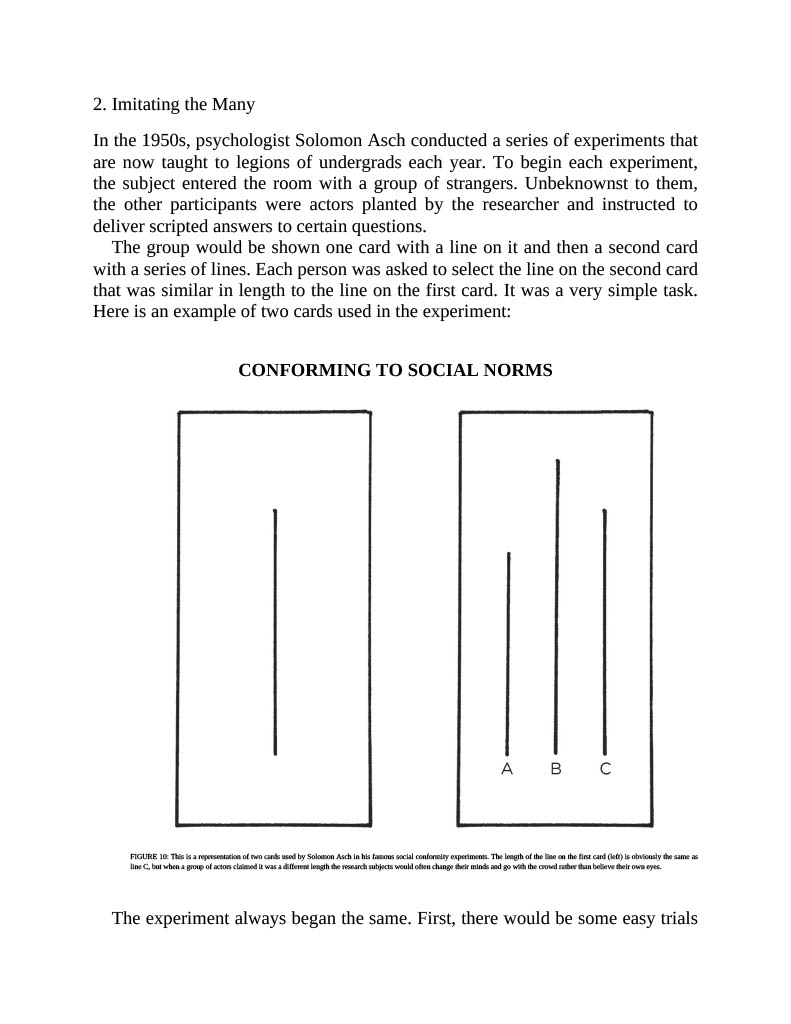 2. Imitating the Many
In the 1950s, psychologist Solomon Asch conducted a series of experiments that
are now taught to legions of undergrads each year. To begin each experiment,
the subject entered the room with a group of strangers. Unbeknownst to them,
the other participants were actors planted by the researcher and instructed to
deliver scripted answers to certain questions.
The group would be shown one card with a line on it and then a second card
with a series of lines. Each person was asked to select the line on the second card
that was similar in length to the line on the first card. It was a very simple task.
Here is an example of two cards used in the experiment:
CONFORMING TO SOCIAL NORMS
A B C
FIGURE 10: This is a representation of two cards used by Solomon Asch in his famous social conformity experiments. The length of the line on the first card (left) is obviously the same as
line C, but when a group of actors claimed it was a different length the research subjects would often change their minds and go with the crowd rather than believe their own eyes.
The experiment always began the same. First, there would be some easy trials